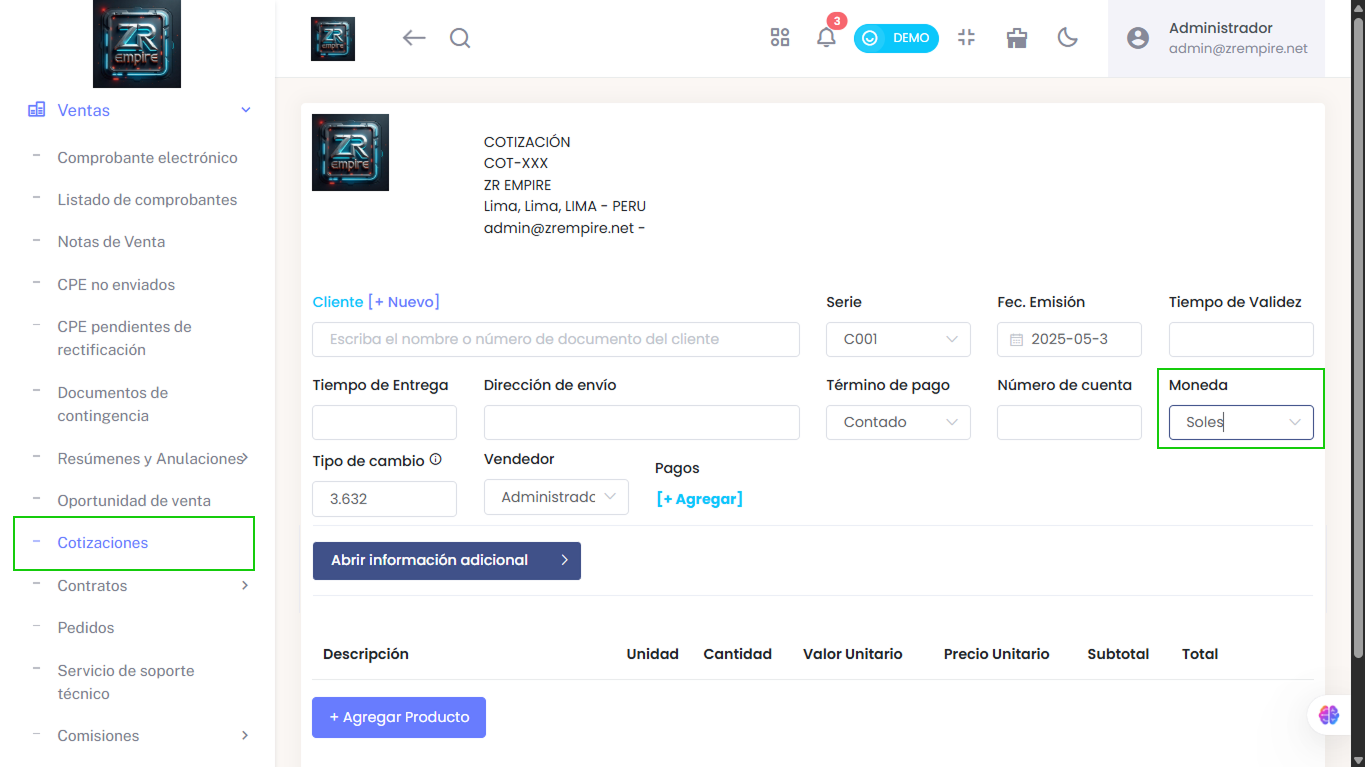 ZR
empire
Ventas
Comprobante electrónico
Listado de comprobantes
Notas de Venta
CPE no enviados
CPE pendientes de
rectificación
Documentos de
contingencia
Resúmenes y Anulaciones
Oportunidad de venta
Cotizaciones
Contratos
Pedidos
Servicio de soporte
técnico
Comisiones
ZR
empire
3
DEMO
Administrador
admin@zrempire.net
ZR
empire
COTIZACIÓN
COT-XXX
ZR EMPIRE
Lima, Lima, LIMA - PERU
admin@zrempire.net -
Cliente [+ Nuevo] Serie Fec. Emisión Tiempo de Validez
Escriba el nombre o número de documento del cliente C001 2025-05-3
Tiempo de Entrega Dirección de envío Término de pago Número de cuenta Moneda
Contado Soles
Tipo de cambio Vendedor Pagos
3.632 Administradc [+ Agregar]
Abrir información adicional
Descripción Unidad Cantidad Valor Unitario Precio Unitario Subtotal Total
+ Agregar Producto